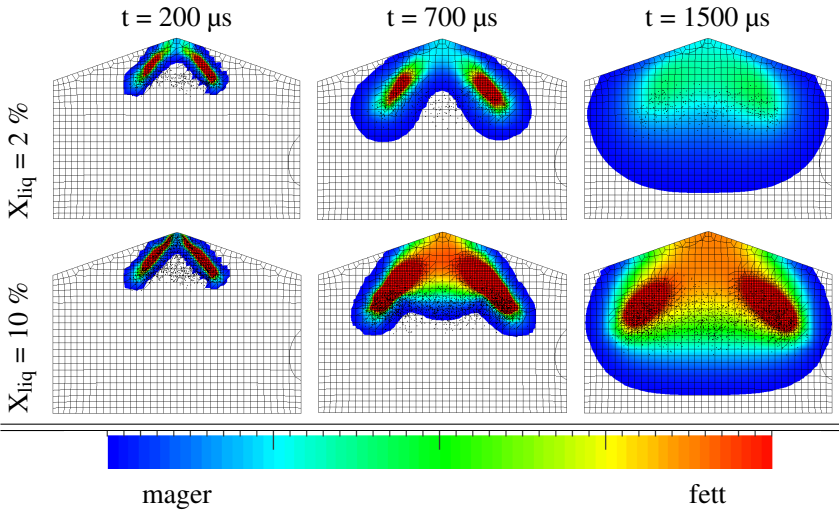 t = 200 µs t = 700 µs t = 1500 µs
X_liq = 2 %
X_liq = 10 %
mager fett